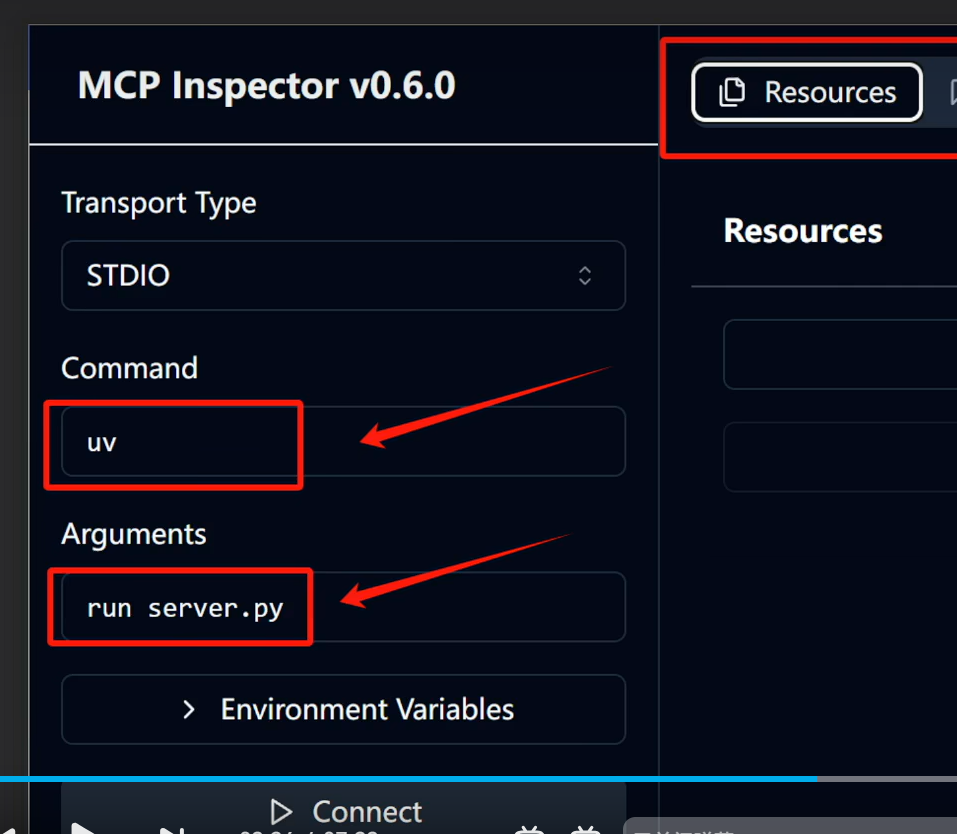 MCP Inspector v0.6.0
Resources
Transport Type
STDIO
Resources
Command
uv
Arguments
run server.py
Environment Variables
Connect